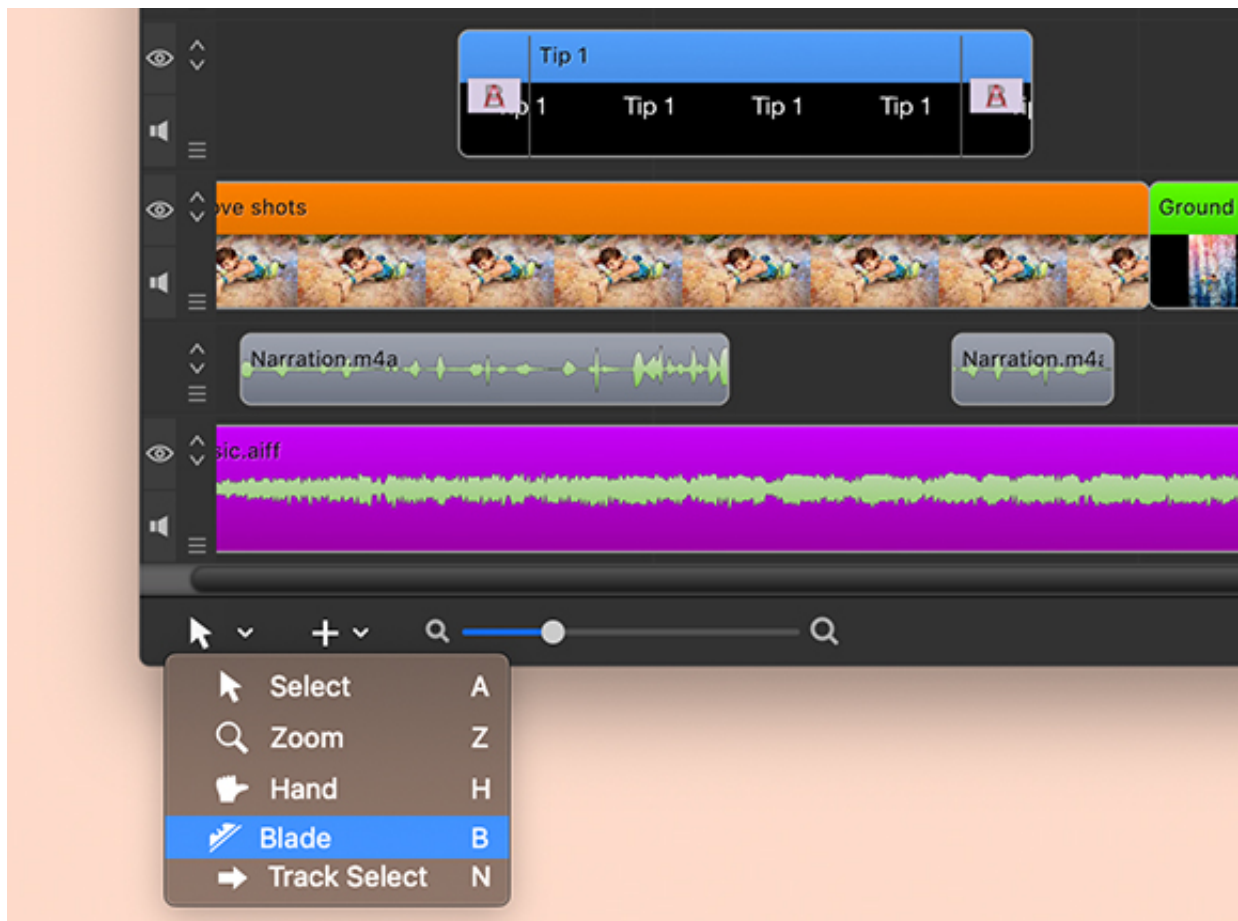 Tip 1
Tip 1 Tip 1 Tip 1
ove shots
Ground
Narration.m4a Narration.m4a
sic.aiff
Select A
Zoom Z
Hand H
Blade B
Track Select N